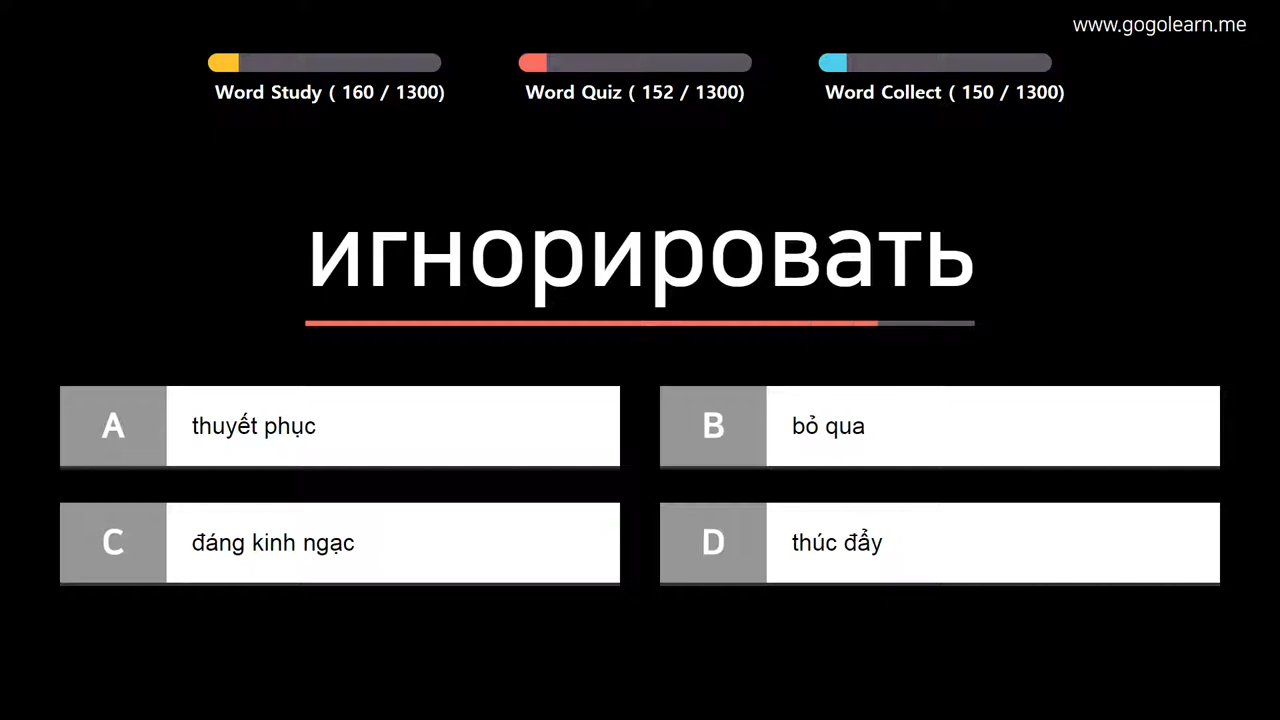 www.gogolearn.me
Word Study ( 160 / 1300)
Word Quiz ( 152 / 1300)
Word Collect ( 150 / 1300)
игнорировать
A thuyết phục
B bỏ qua
C đáng kinh ngạc
D thúc đẩy